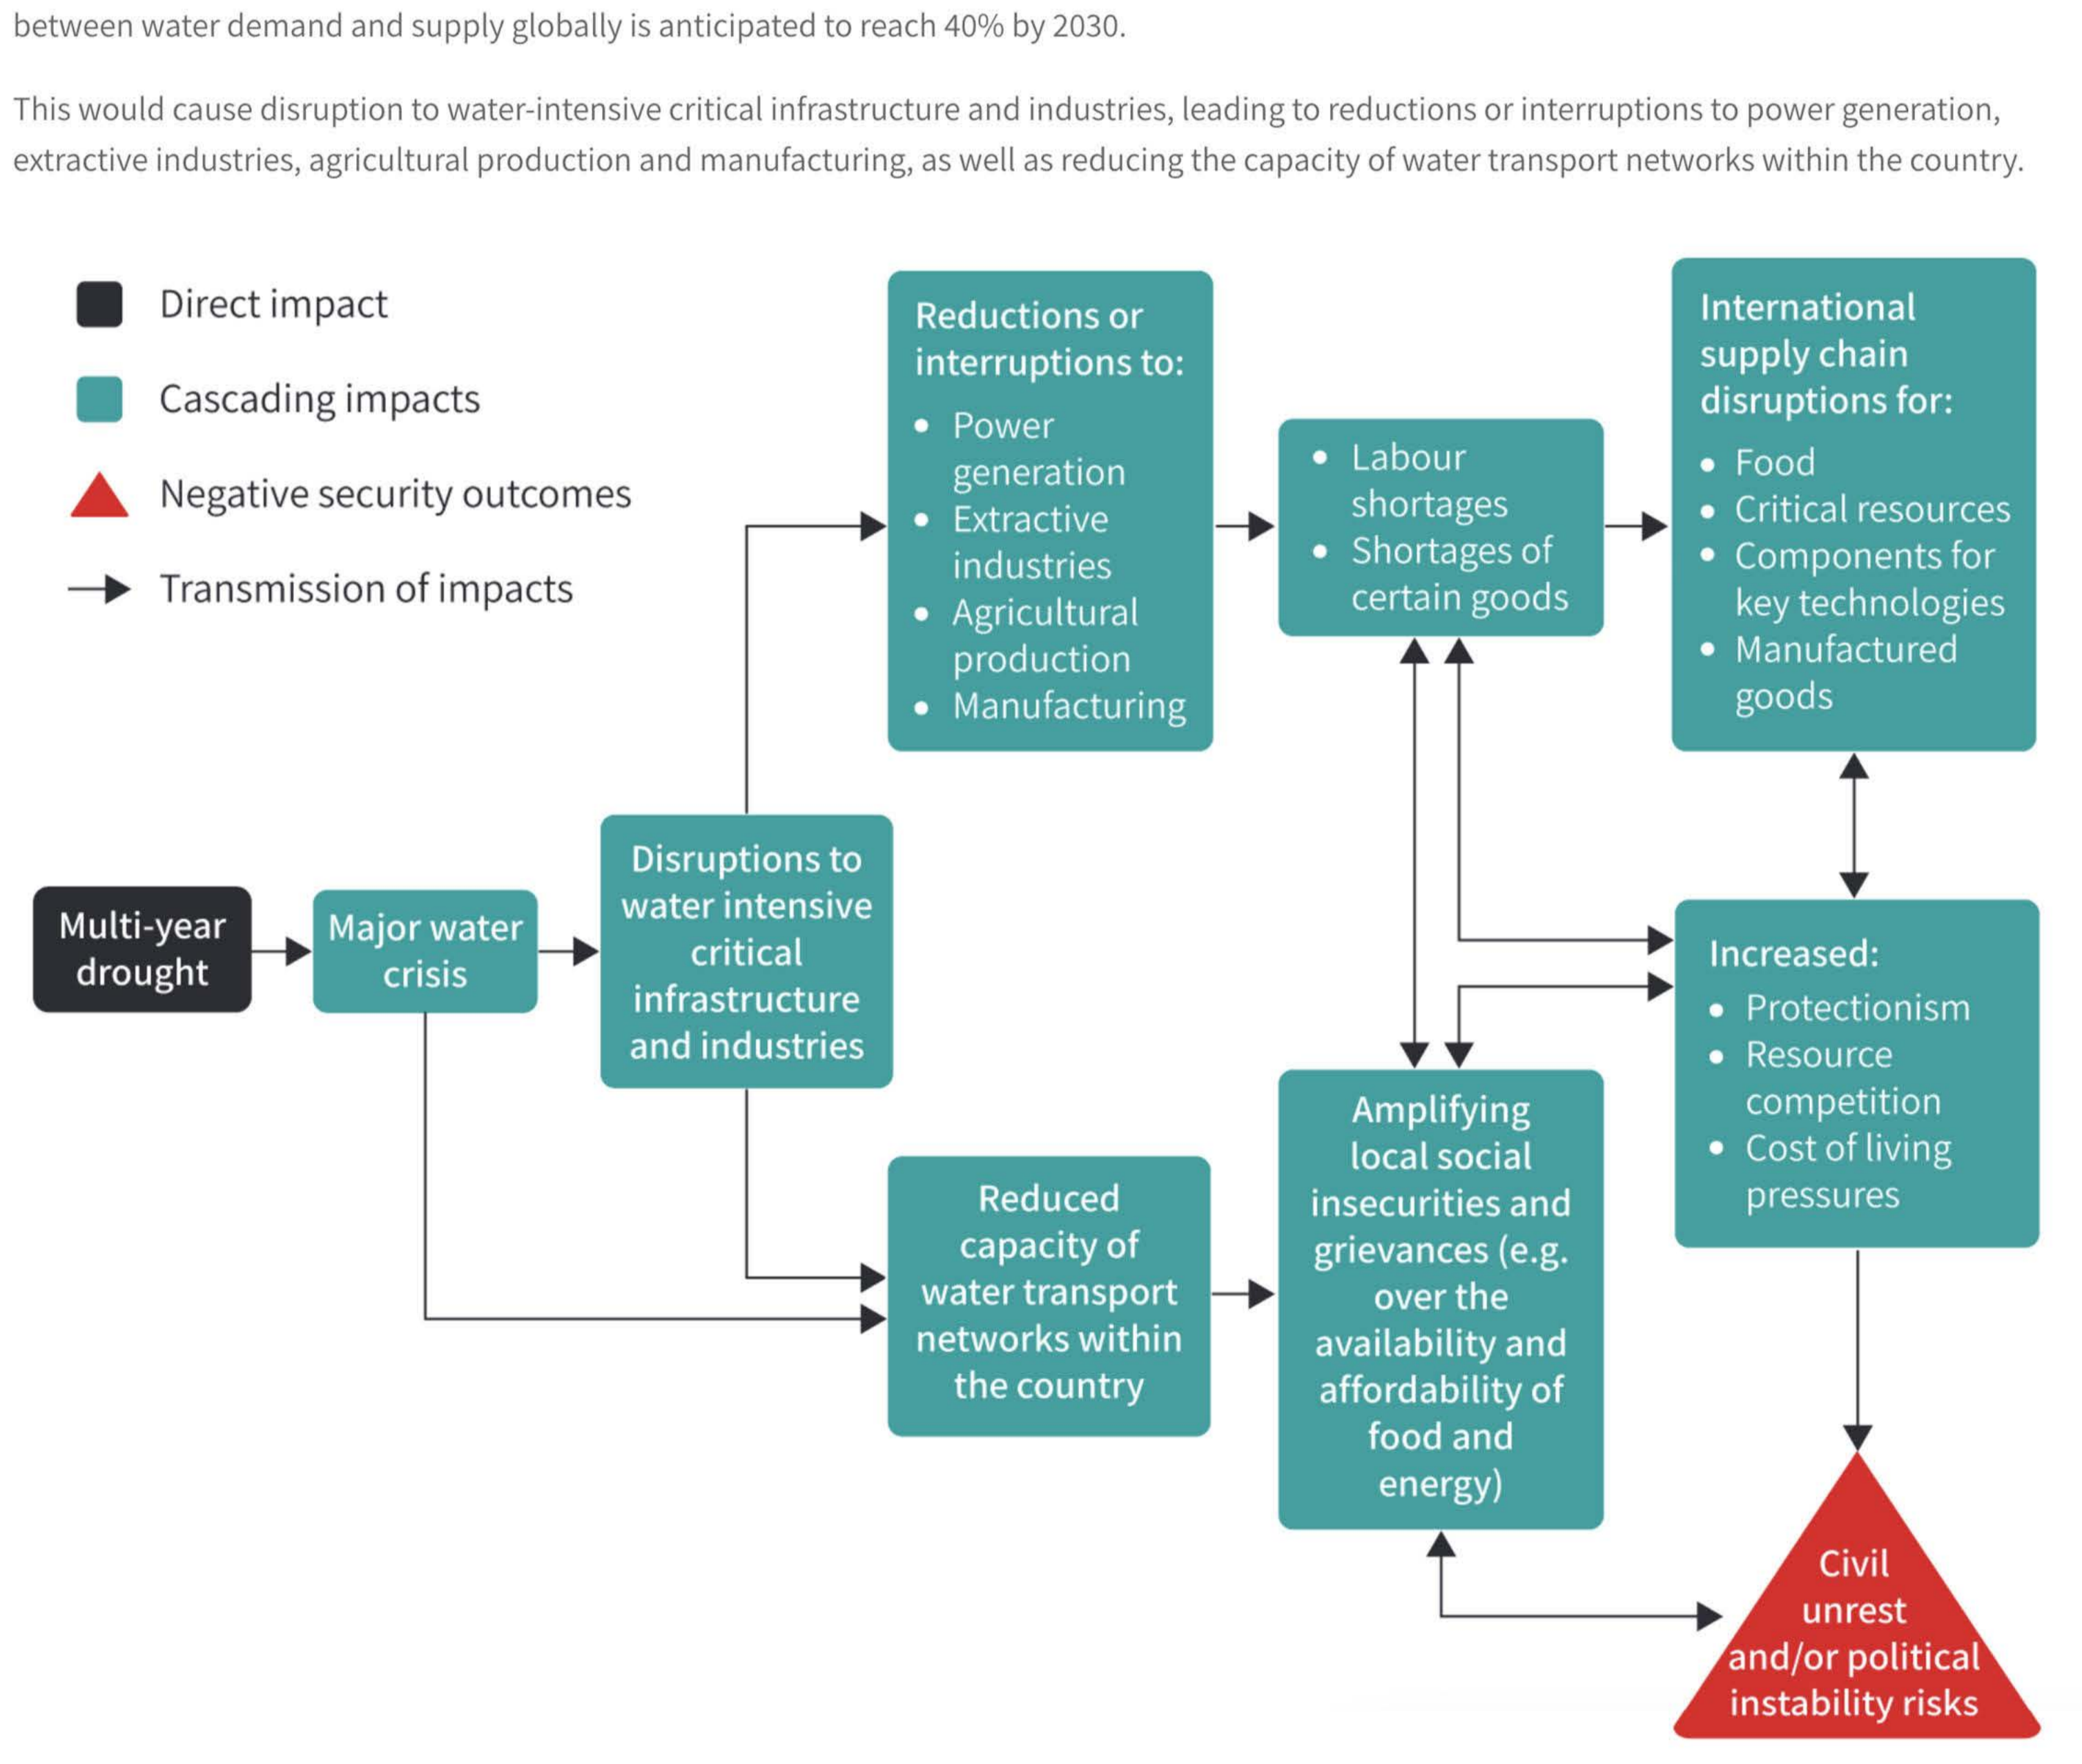 between water demand and supply globally is anticipated to reach 40% by 2030.
This would cause disruption to water-intensive critical infrastructure and industries, leading to reductions or interruptions to power generation,
extractive industries, agricultural production and manufacturing, as well as reducing the capacity of water transport networks within the country.
Direct impact
Cascading impacts
Negative security outcomes
Transmission of impacts
Multi-year
drought
Major water
crisis
Disruptions to
water intensive
critical
infrastructure
and industries
Reductions or
interruptions to:
• Power
generation
• Extractive
industries
• Agricultural
production
• Manufacturing
Reduced
capacity of
water transport
networks within
the country
• Labour
shortages
• Shortages of
certain goods
Amplifying
local social
insecurities and
grievances (e.g.
over the
availability and
affordability of
food and
energy)
International
supply chain
disruptions for:
• Food
• Critical resources
• Components for
key technologies
• Manufactured
goods
Increased:
• Protectionism
• Resource
competition
• Cost of living
pressures
Civil
unrest
and/or political
instability risks